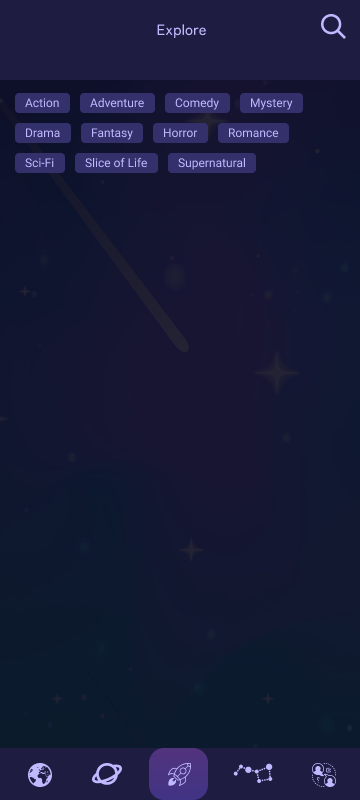 Explore
Action Adventure Comedy Mystery
Drama Fantasy Horror Romance
Sci-Fi Slice of Life Supernatural